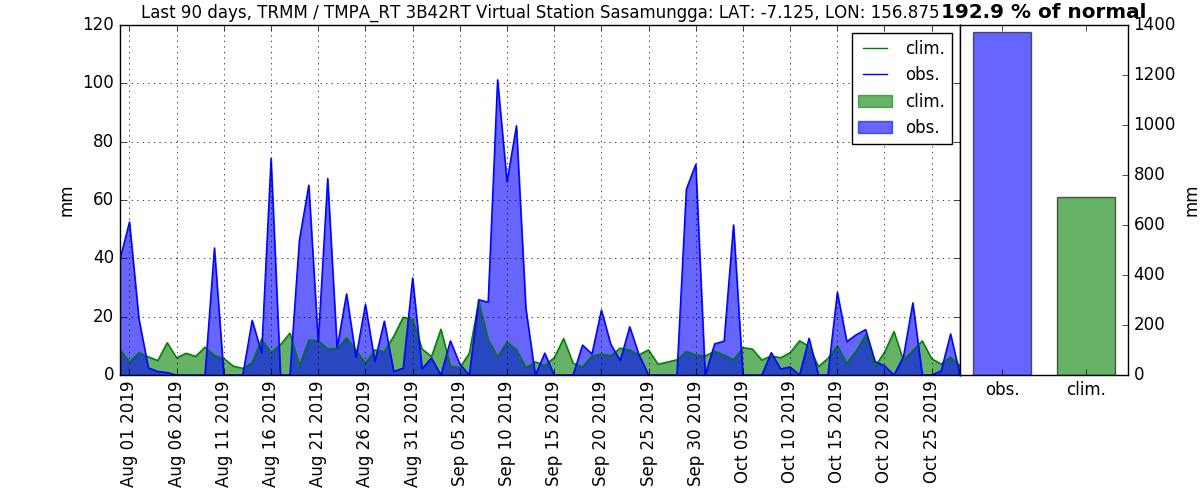 Last 90 days, TRMM / TMPA_RT 3B42RT Virtual Station Sasamungga: LAT: -7.125, LON: 156.875
192.9 % of normal
120
100
80
60
40
20
0
mm
clim.
obs.
clim.
obs.
1400
1200
1000
800
600
400
200
0
mm
obs.
clim.
Aug 01 2019
Aug 06 2019
Aug 11 2019
Aug 16 2019
Aug 21 2019
Aug 26 2019
Aug 31 2019
Sep 05 2019
Sep 10 2019
Sep 15 2019
Sep 20 2019
Sep 25 2019
Sep 30 2019
Oct 05 2019
Oct 10 2019
Oct 15 2019
Oct 20 2019
Oct 25 2019